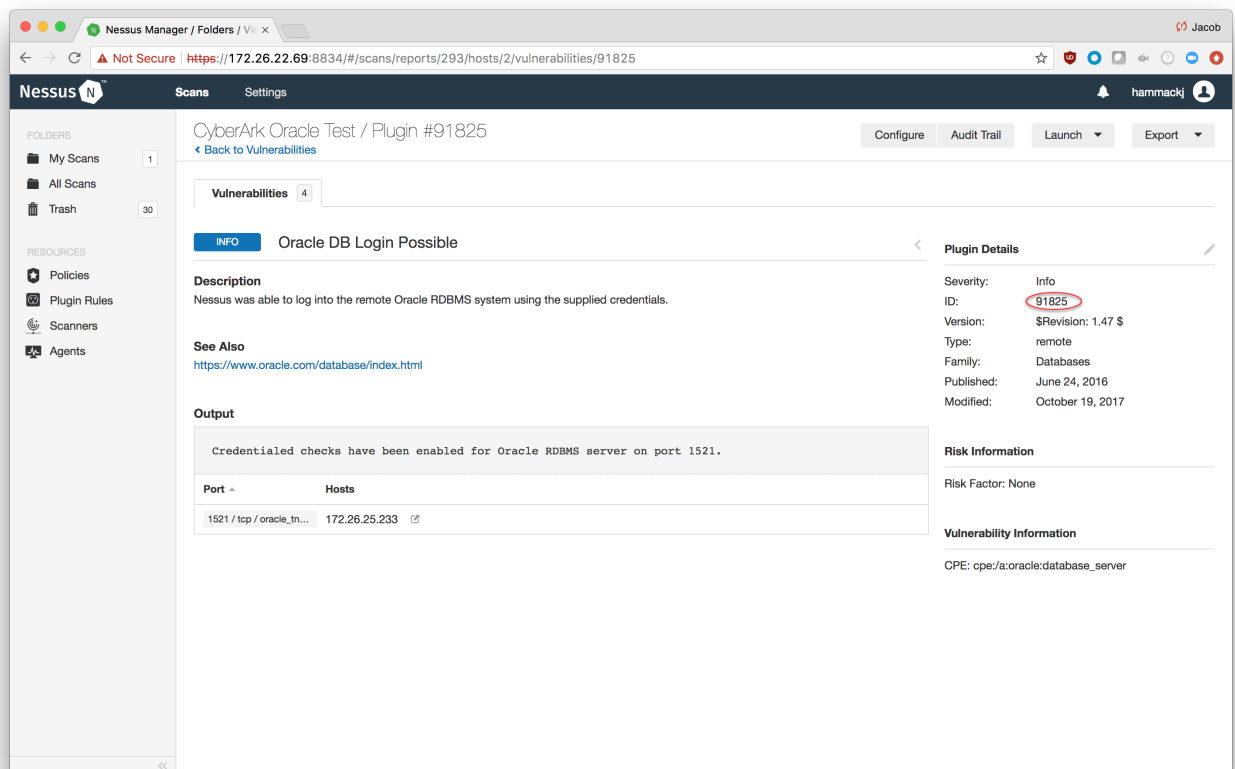 Nessus Manager / Folders / Vie
Jacob
Not Secure https://172.26.22.69:8834/#/scans/reports/293/hosts/2/vulnerabilities/91825
Nessus N ™
Scans Settings
hammackj
FOLDERS
My Scans 1
All Scans
Trash 30
RESOURCES
Policies
Plugin Rules
Scanners
Agents
CyberArk Oracle Test / Plugin #91825
Back to Vulnerabilities
Configure Audit Trail Launch Export
Vulnerabilities 4
INFO Oracle DB Login Possible
Description
Nessus was able to log into the remote Oracle RDBMS system using the supplied credentials.
See Also
https://www.oracle.com/database/index.html
Output
Credentialed checks have been enabled for Oracle RDBMS server on port 1521.
Port Hosts
1521 / tcp / oracle_tn... 172.26.25.233
Plugin Details
Severity: Info
ID: 91825
Version: $Revision: 1.47 $
Type: remote
Family: Databases
Published: June 24, 2016
Modified: October 19, 2017
Risk Information
Risk Factor: None
Vulnerability Information
CPE: cpe:/a:oracle:database_server